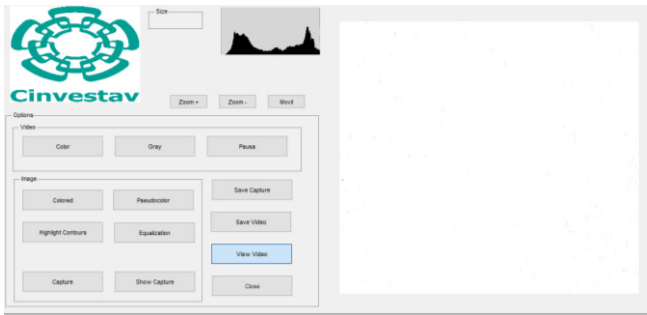 Size
Cinvestav
Zoom + Zoom - Movil
Options
Video
Color Gray Pausa
Image
Colored Pseudocolor Save Capture
Highlight Contours Equalization Save Video
View Video
Capture Show Capture Close